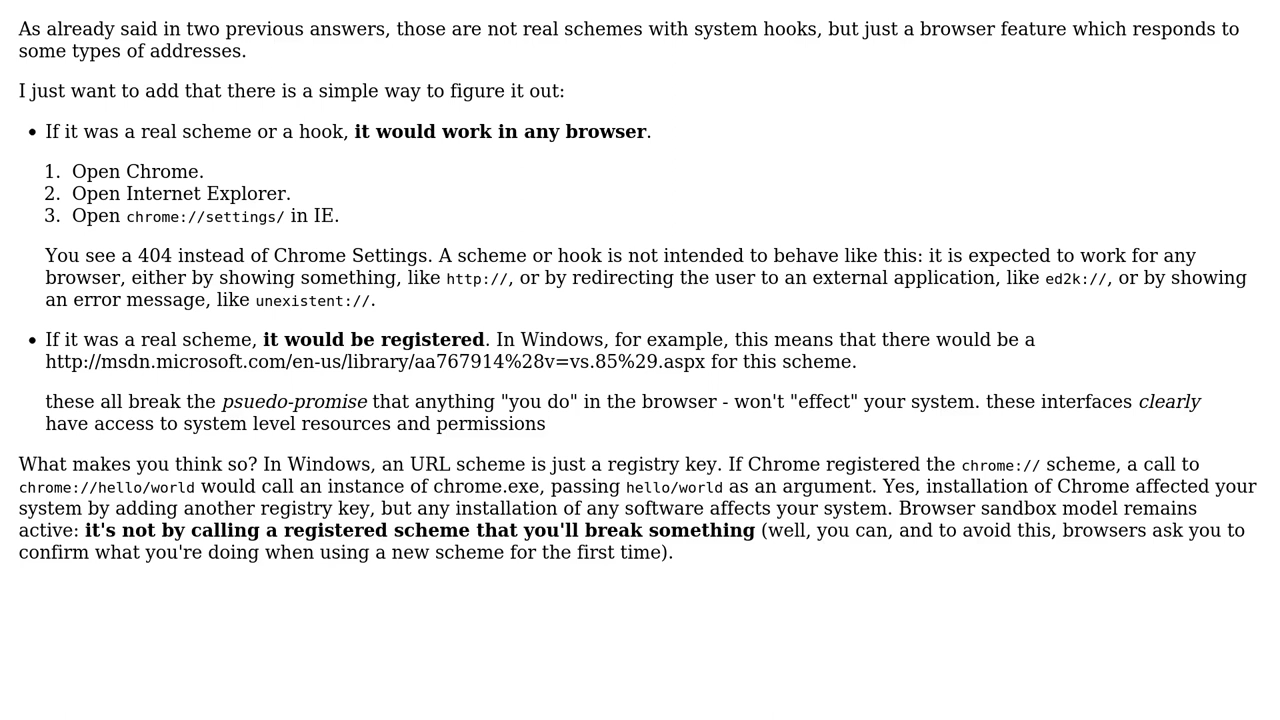 As already said in two previous answers, those are not real schemes with system hooks, but just a browser feature which responds to
some types of addresses.
I just want to add that there is a simple way to figure it out:
• If it was a real scheme or a hook, it would work in any browser.
1. Open Chrome.
2. Open Internet Explorer.
3. Open chrome://settings/ in IE.
You see a 404 instead of Chrome Settings. A scheme or hook is not intended to behave like this: it is expected to work for any
browser, either by showing something, like http://, or by redirecting the user to an external application, like ed2k://, or by showing
an error message, like unexistent://.
• If it was a real scheme, it would be registered. In Windows, for example, this means that there would be a
http://msdn.microsoft.com/en-us/library/aa767914%28v=vs.85%29.aspx for this scheme.
these all break the psuedo-promise that anything "you do" in the browser - won't "effect" your system. these interfaces clearly
have access to system level resources and permissions
What makes you think so? In Windows, an URL scheme is just a registry key. If Chrome registered the chrome:// scheme, a call to
chrome://hello/world would call an instance of chrome.exe, passing hello/world as an argument. Yes, installation of Chrome affected your
system by adding another registry key, but any installation of any software affects your system. Browser sandbox model remains
active: it's not by calling a registered scheme that you'll break something (well, you can, and to avoid this, browsers ask you to
confirm what you're doing when using a new scheme for the first time).